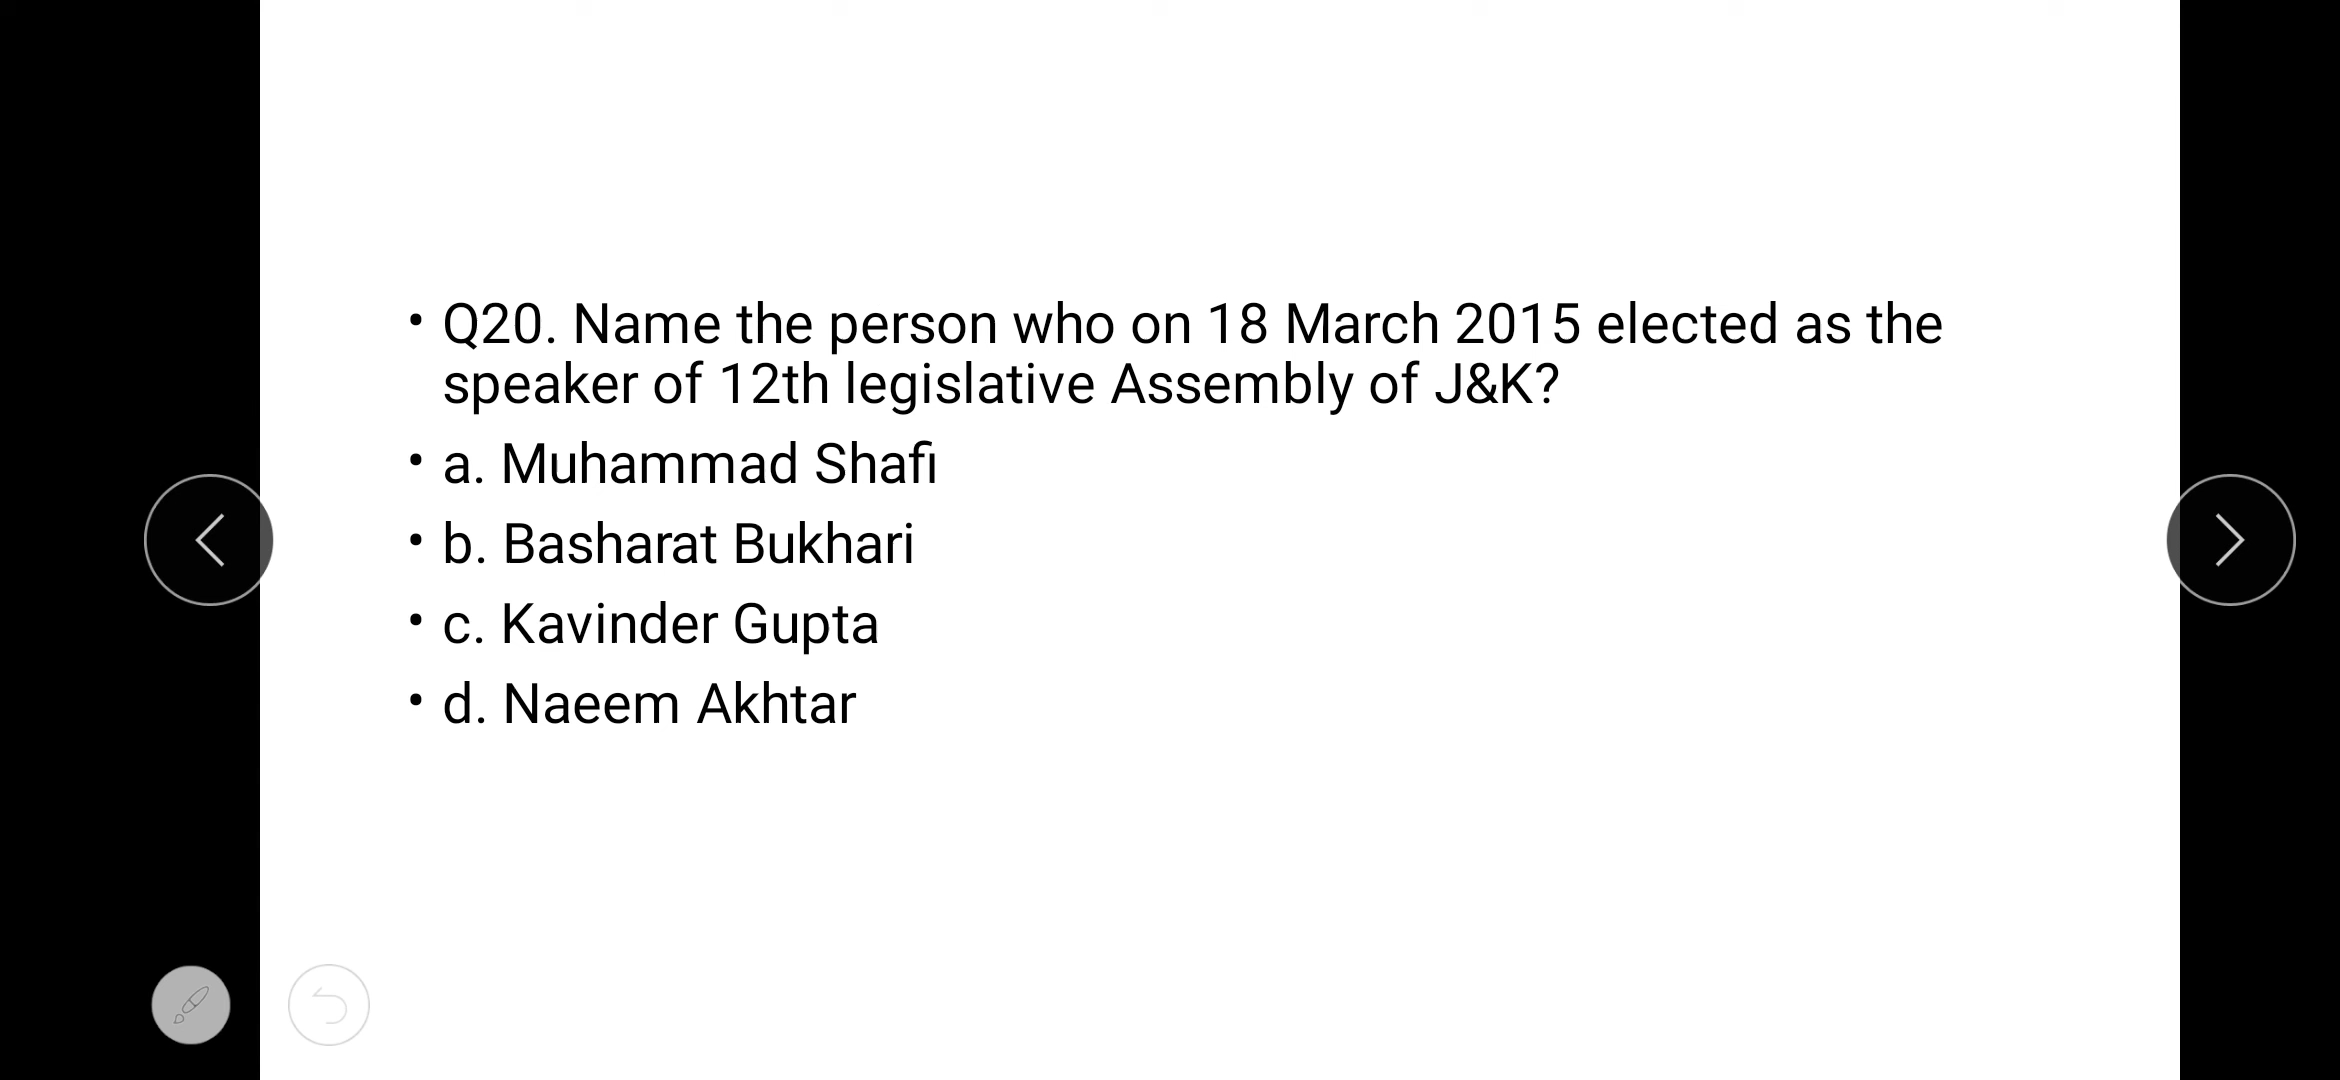 • Q20. Name the person who on 18 March 2015 elected as the
speaker of 12th legislative Assembly of J&K?
• a. Muhammad Shafi
• b. Basharat Bukhari
• c. Kavinder Gupta
• d. Naeem Akhtar